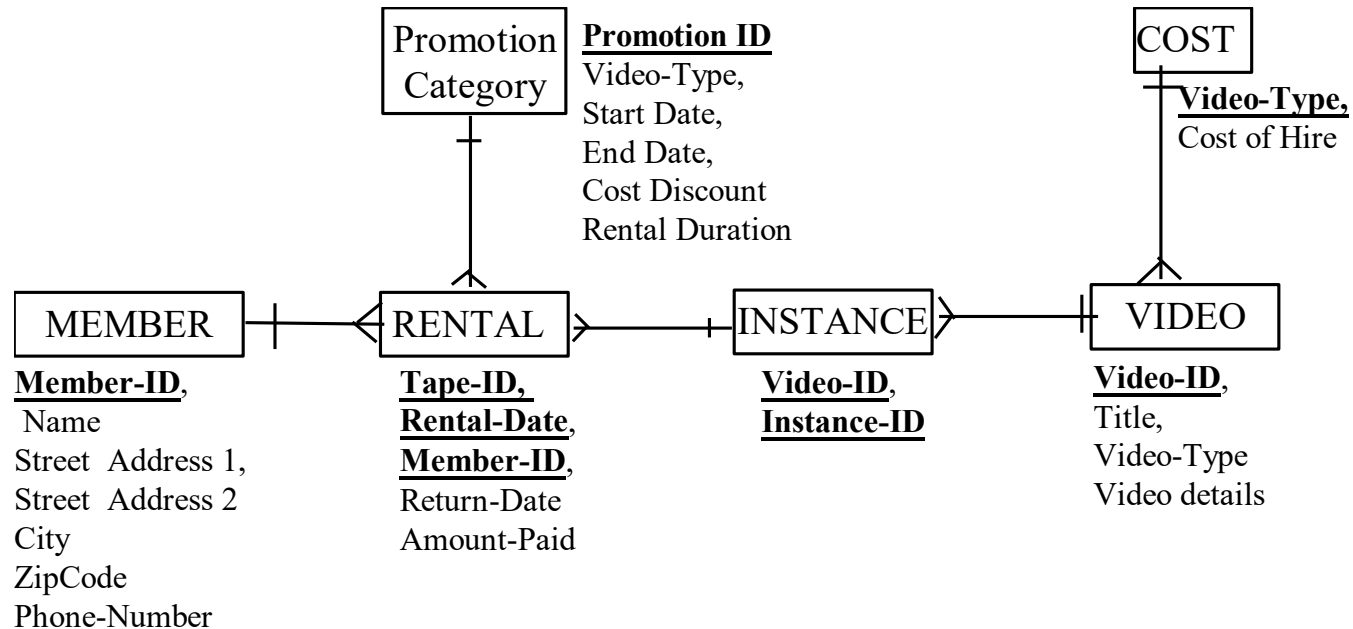 Promotion
Category
Promotion ID
Video-Type,
Start Date,
End Date,
Cost Discount
Rental Duration
COST
Video-Type,
Cost of Hire
MEMBER
Member-ID,
Name
Street Address 1,
Street Address 2
City
ZipCode
Phone-Number
RENTAL
Tape-ID,
Rental-Date,
Member-ID,
Return-Date
Amount-Paid
INSTANCE
Video-ID,
Instance-ID
VIDEO
Video-ID,
Title,
Video-Type
Video details